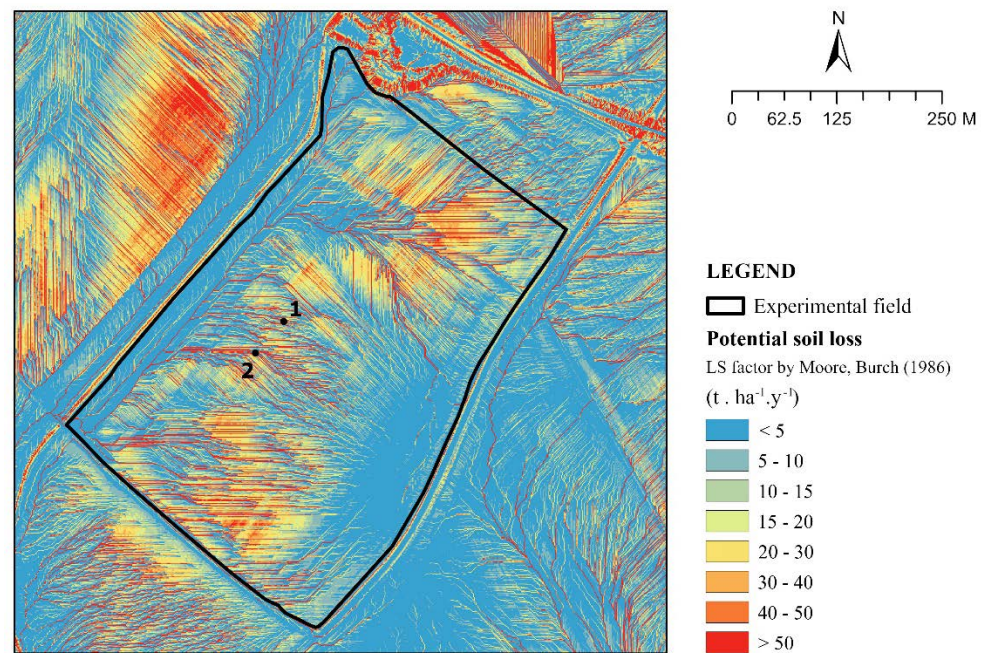 N
0 62.5 125 250 M
1
2
LEGEND
Experimental field
Potential soil loss
LS factor by Moore, Burch (1986)
(t . ha⁻¹.y⁻¹)
< 5
5 - 10
10 - 15
15 - 20
20 - 30
30 - 40
40 - 50
> 50